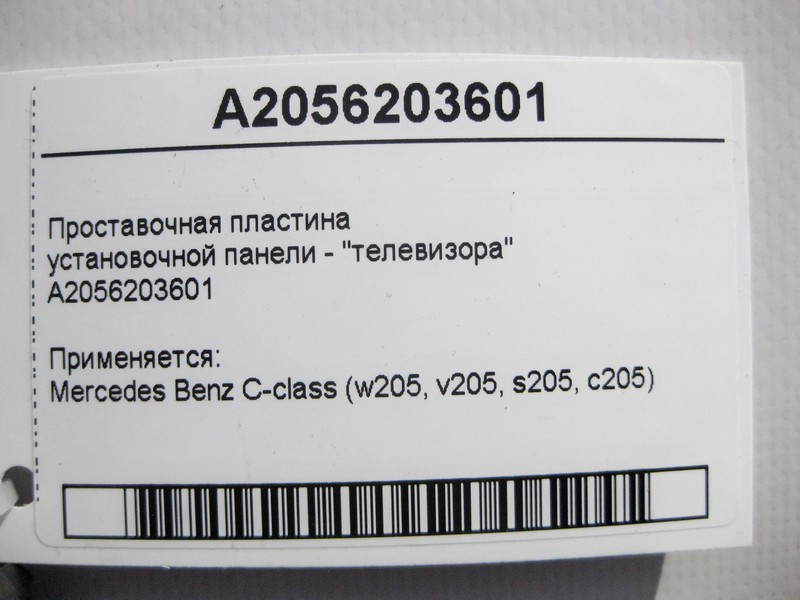 A2056203601
Проставочная пластина
установочной панели - "телевизора"
A2056203601
Применяется:
Mercedes Benz C-class (w205, v205, s205, c205)